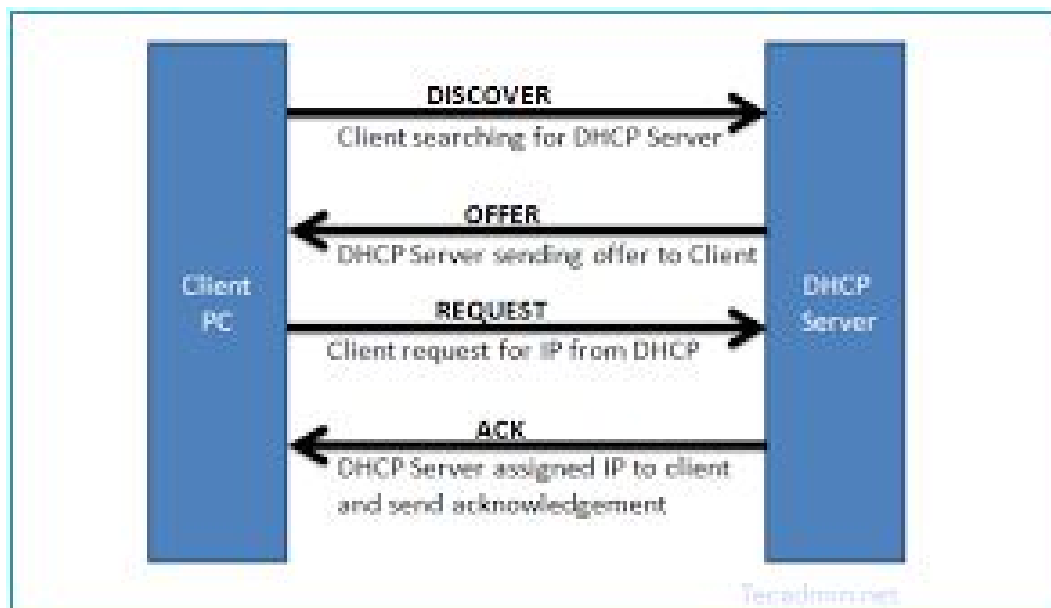 DISCOVER
Client searching for DHCP Server
OFFER
DHCP Server sending offer to Client
Client
PC
DHCP
Server
REQUEST
Client request for IP from DHCP
ACK
DHCP Server assigned IP to client
and send acknowledgement
Tecadmin.net